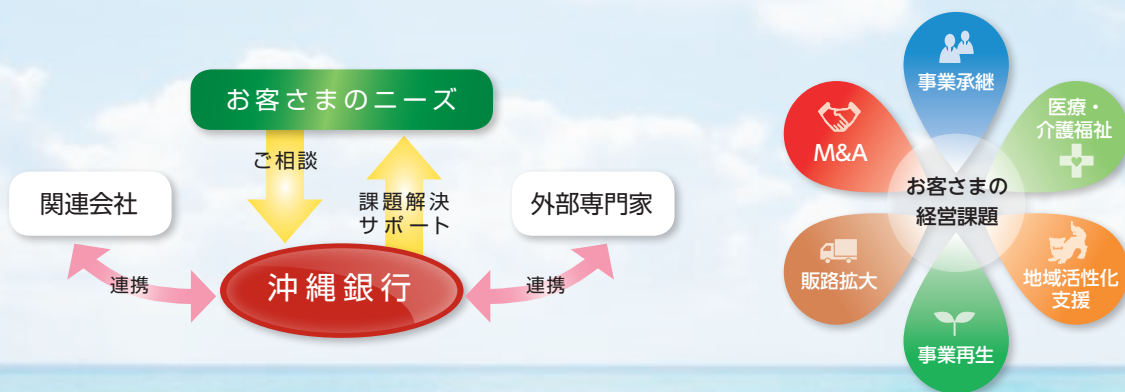 お客さまのニーズ
ご相談
課題解決
サポート
関連会社
外部専門家
連携
沖縄銀行
連携
事業承継
医療・
介護福祉
M&A
お客さまの
経営課題
販路拡大
地域活性化
支援
事業再生